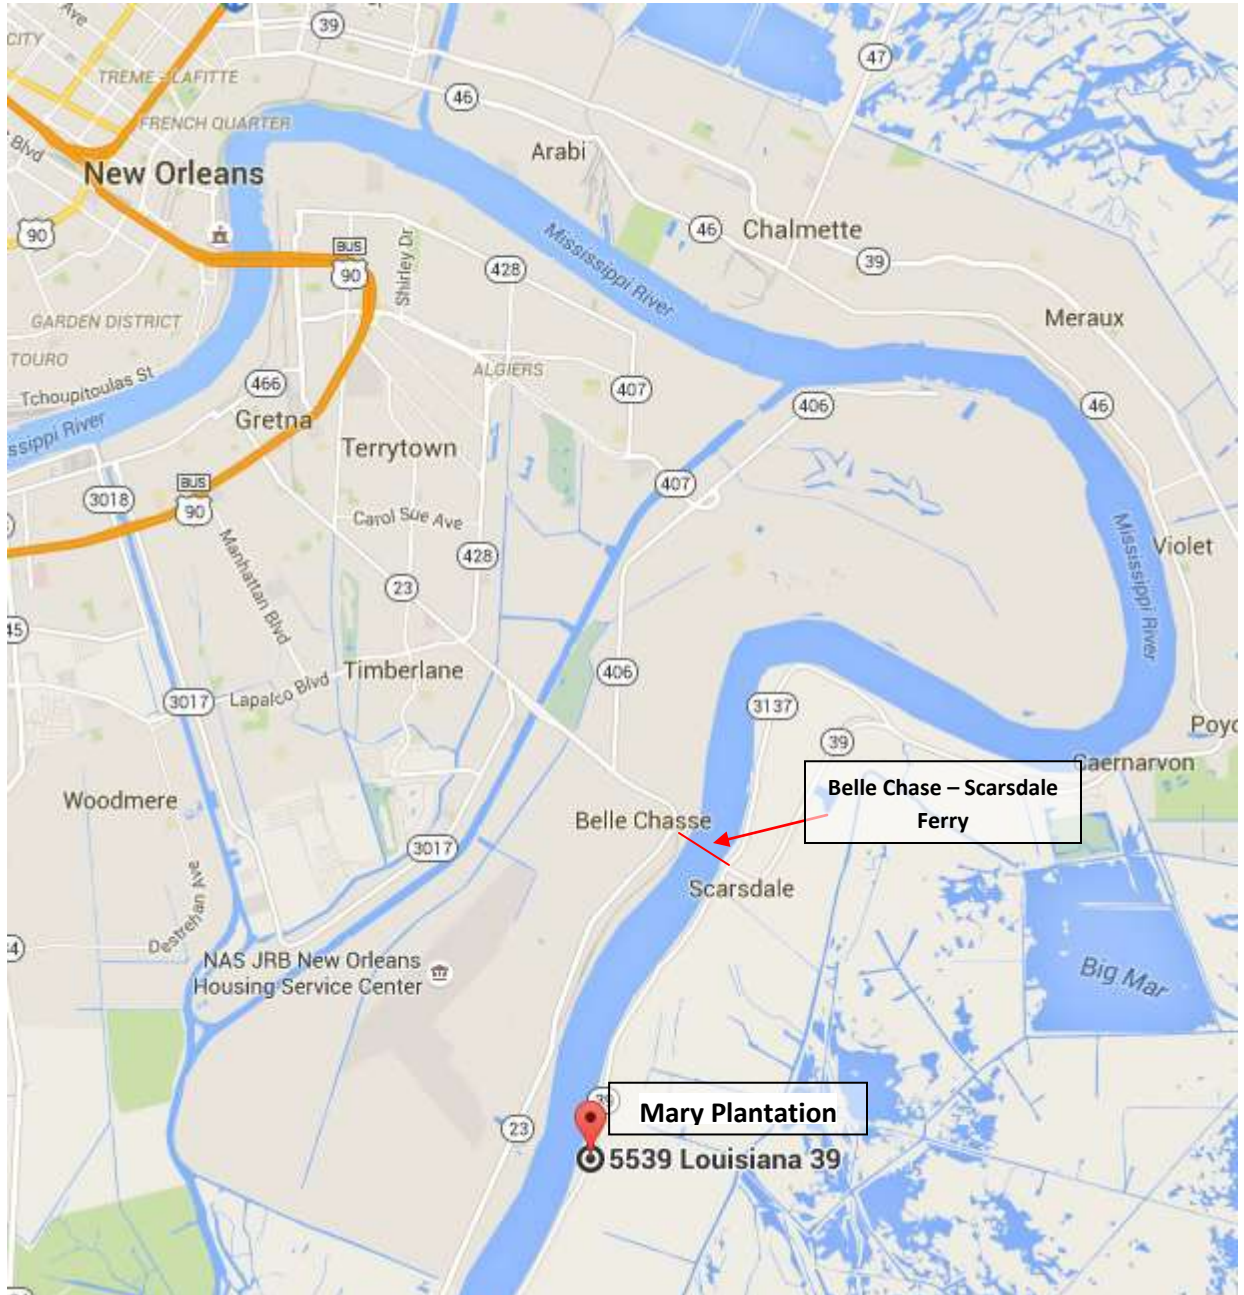 Ave
39
CITY
47
TREME - LAFITTE
46
FRENCH QUARTER
Blvd
Arabi
New Orleans
46
Chalmette
90
BUS
90
Shirley Dr
428
Mississippi River
39
GARDEN DISTRICT
Meraux
TOURO
ALGIERS
Tchoupitoulas St
466
407
406
46
ssippi River
Gretna
Terrytown
BUS
90
3018
407
Carol Sue Ave
Mississippi River
Manhattan Blvd
428
Violet
23
45
Timberlane
406
Lapalco Blvd
3017
3137
39
Poyd
Caernarvon
Woodmere
Belle Chase – Scarsdale
Ferry
Belle Chasse
3017
Scarsdale
Destrehan Ave
NAS JRB New Orleans
Housing Service Center
Big Mar
39
Mary Plantation
23
5539 Louisiana 39